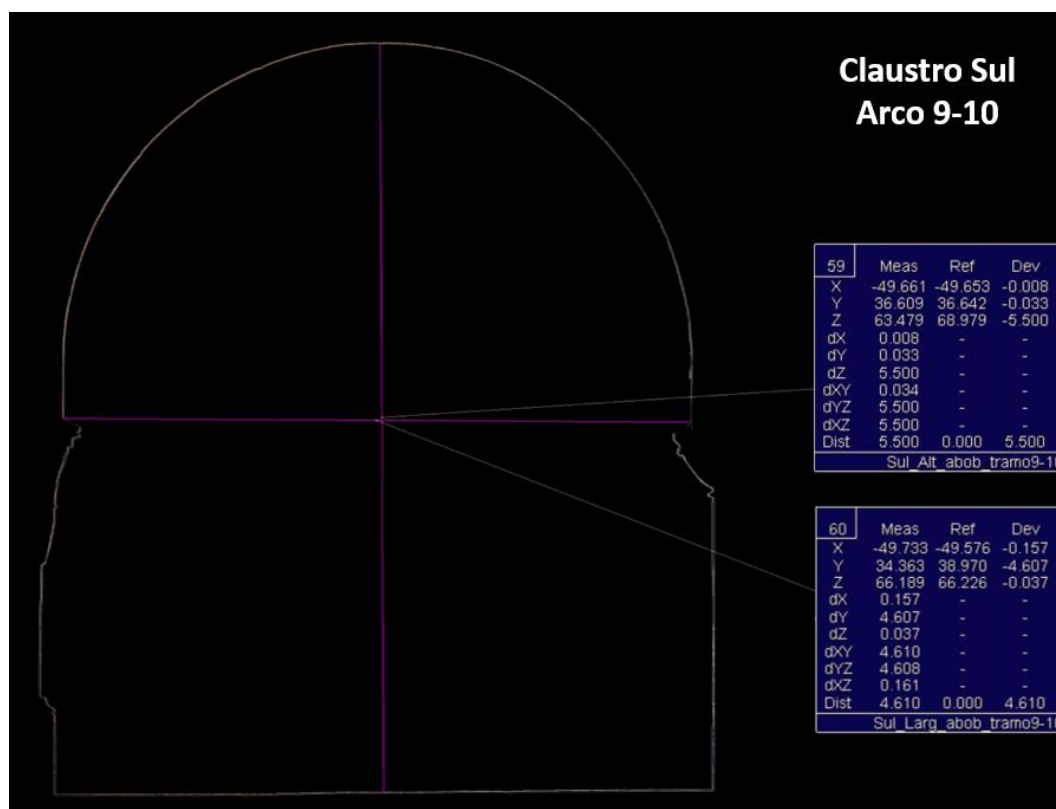 Claustro Sul
Arco 9-10
59 Meas Ref Dev
X -49.661 -49.653 -0.008
Y 36.609 36.642 -0.033
Z 63.479 68.979 -5.500
dX 0.008 - -
dY 0.033 - -
dZ 5.500 - -
dXY 0.034 - -
dYZ 5.500 - -
dXZ 5.500 - -
Dist 5.500 0.000 5.500
Sul_Alt_abob_tramo9-10
60 Meas Ref Dev
X -49.733 -49.576 -0.157
Y 34.363 38.970 -4.607
Z 66.189 66.226 -0.037
dX 0.157 - -
dY 4.607 - -
dZ 0.037 - -
dXY 4.610 - -
dYZ 4.608 - -
dXZ 0.161 - -
Dist 4.610 0.000 4.610
Sul_Larg_abob_tramo9-10